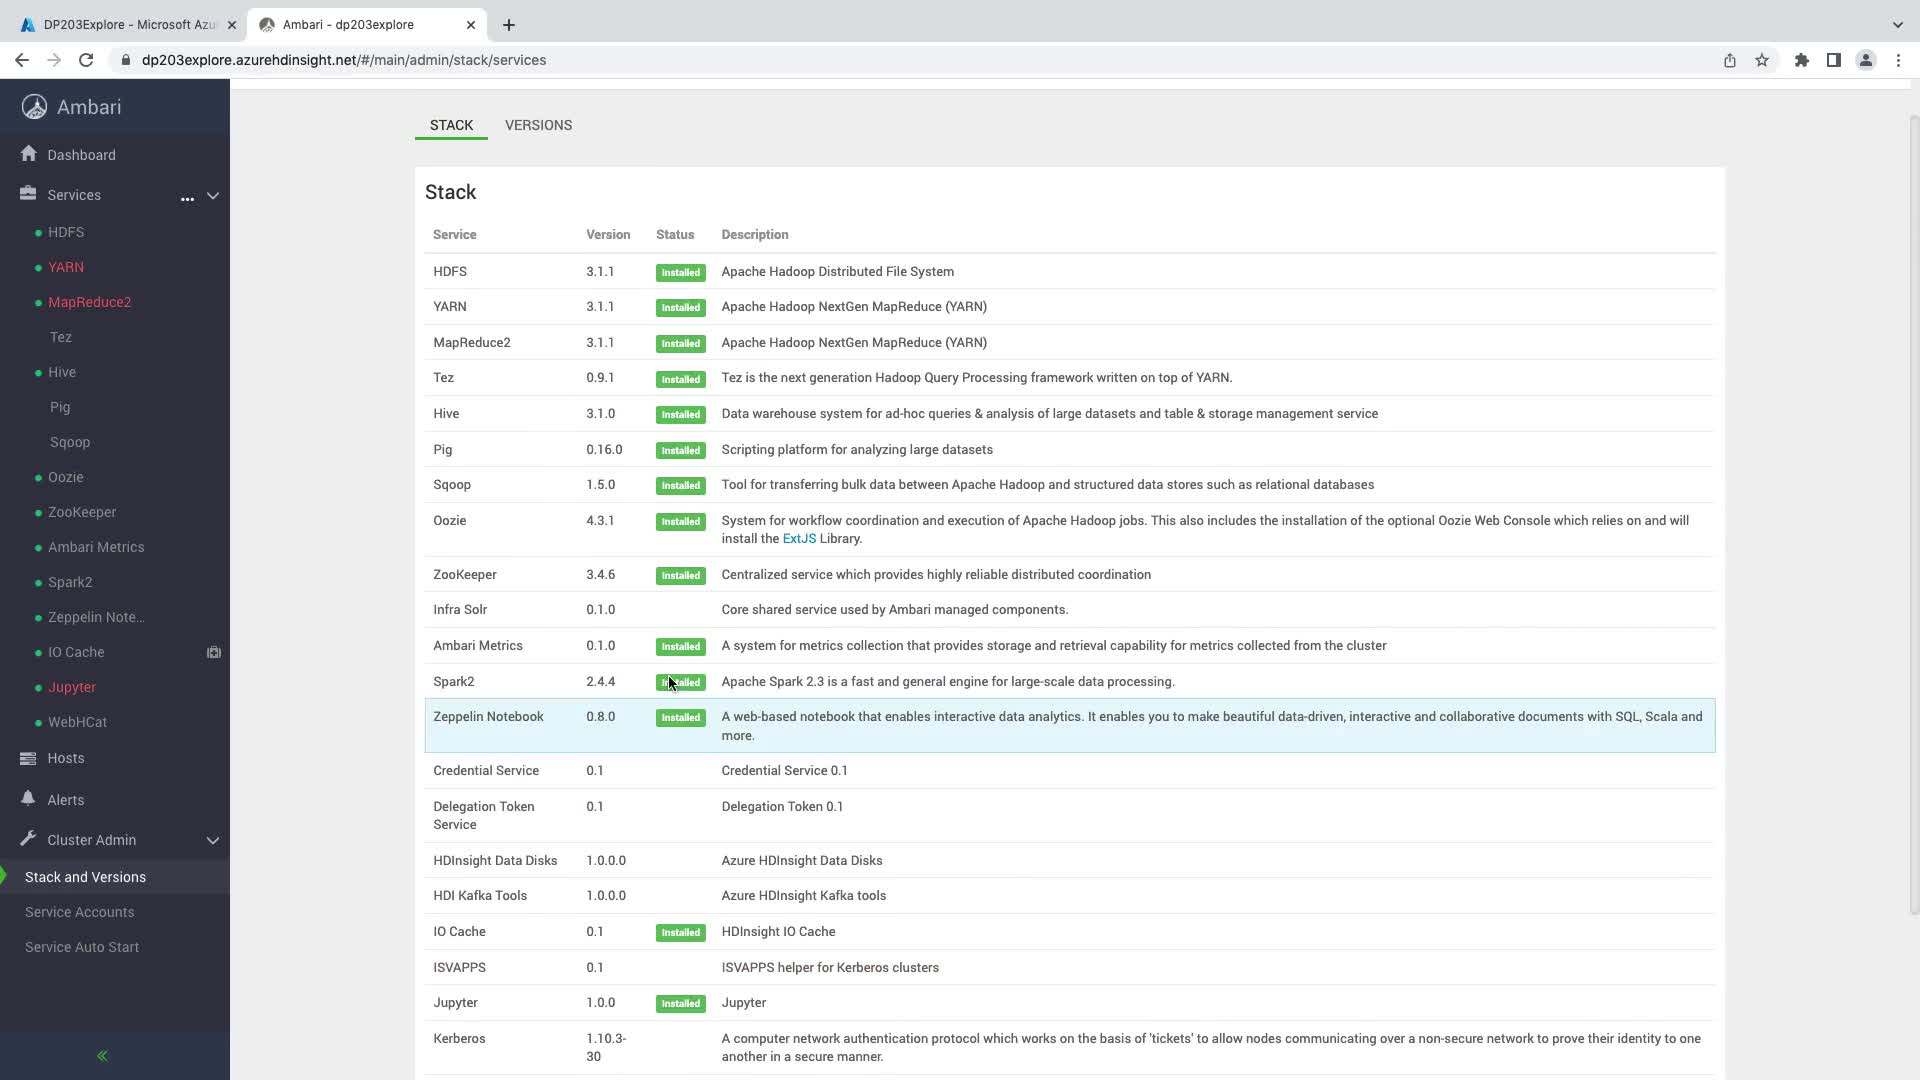 DP203Explore - Microsoft Azu
Ambari - dp203explore
dp203explore.azurehdinsight.net/#/main/admin/stack/services
Ambari
Dashboard
Services
...
HDFS
YARN
MapReduce2
Tez
Hive
Pig
Sqoop
Oozie
ZooKeeper
Ambari Metrics
Spark2
Zeppelin Note...
IO Cache
Jupyter
WebHCat
Hosts
Alerts
Cluster Admin
Stack and Versions
Service Accounts
Service Auto Start
STACK VERSIONS
Stack
Service Version Status Description
HDFS 3.1.1 Installed Apache Hadoop Distributed File System
YARN 3.1.1 Installed Apache Hadoop NextGen MapReduce (YARN)
MapReduce2 3.1.1 Installed Apache Hadoop NextGen MapReduce (YARN)
Tez 0.9.1 Installed Tez is the next generation Hadoop Query Processing framework written on top of YARN.
Hive 3.1.0 Installed Data warehouse system for ad-hoc queries & analysis of large datasets and table & storage management service
Pig 0.16.0 Installed Scripting platform for analyzing large datasets
Sqoop 1.5.0 Installed Tool for transferring bulk data between Apache Hadoop and structured data stores such as relational databases
Oozie 4.3.1 Installed System for workflow coordination and execution of Apache Hadoop jobs. This also includes the installation of the optional Oozie Web Console which relies on and will
install the ExtJS Library.
ZooKeeper 3.4.6 Installed Centralized service which provides highly reliable distributed coordination
Infra Solr 0.1.0 Core shared service used by Ambari managed components.
Ambari Metrics 0.1.0 Installed A system for metrics collection that provides storage and retrieval capability for metrics collected from the cluster
Spark2 2.4.4 Installed Apache Spark 2.3 is a fast and general engine for large-scale data processing.
Zeppelin Notebook 0.8.0 Installed A web-based notebook that enables interactive data analytics. It enables you to make beautiful data-driven, interactive and collaborative documents with SQL, Scala and
more.
Credential Service 0.1 Credential Service 0.1
Delegation Token 0.1 Delegation Token 0.1
Service
HDInsight Data Disks 1.0.0.0 Azure HDInsight Data Disks
HDI Kafka Tools 1.0.0.0 Azure HDInsight Kafka tools
IO Cache 0.1 Installed HDInsight IO Cache
ISVAPPS 0.1 ISVAPPS helper for Kerberos clusters
Jupyter 1.0.0 Installed Jupyter
Kerberos 1.10.3- A computer network authentication protocol which works on the basis of 'tickets' to allow nodes communicating over a non-secure network to prove their identity to one
30 another in a secure manner.